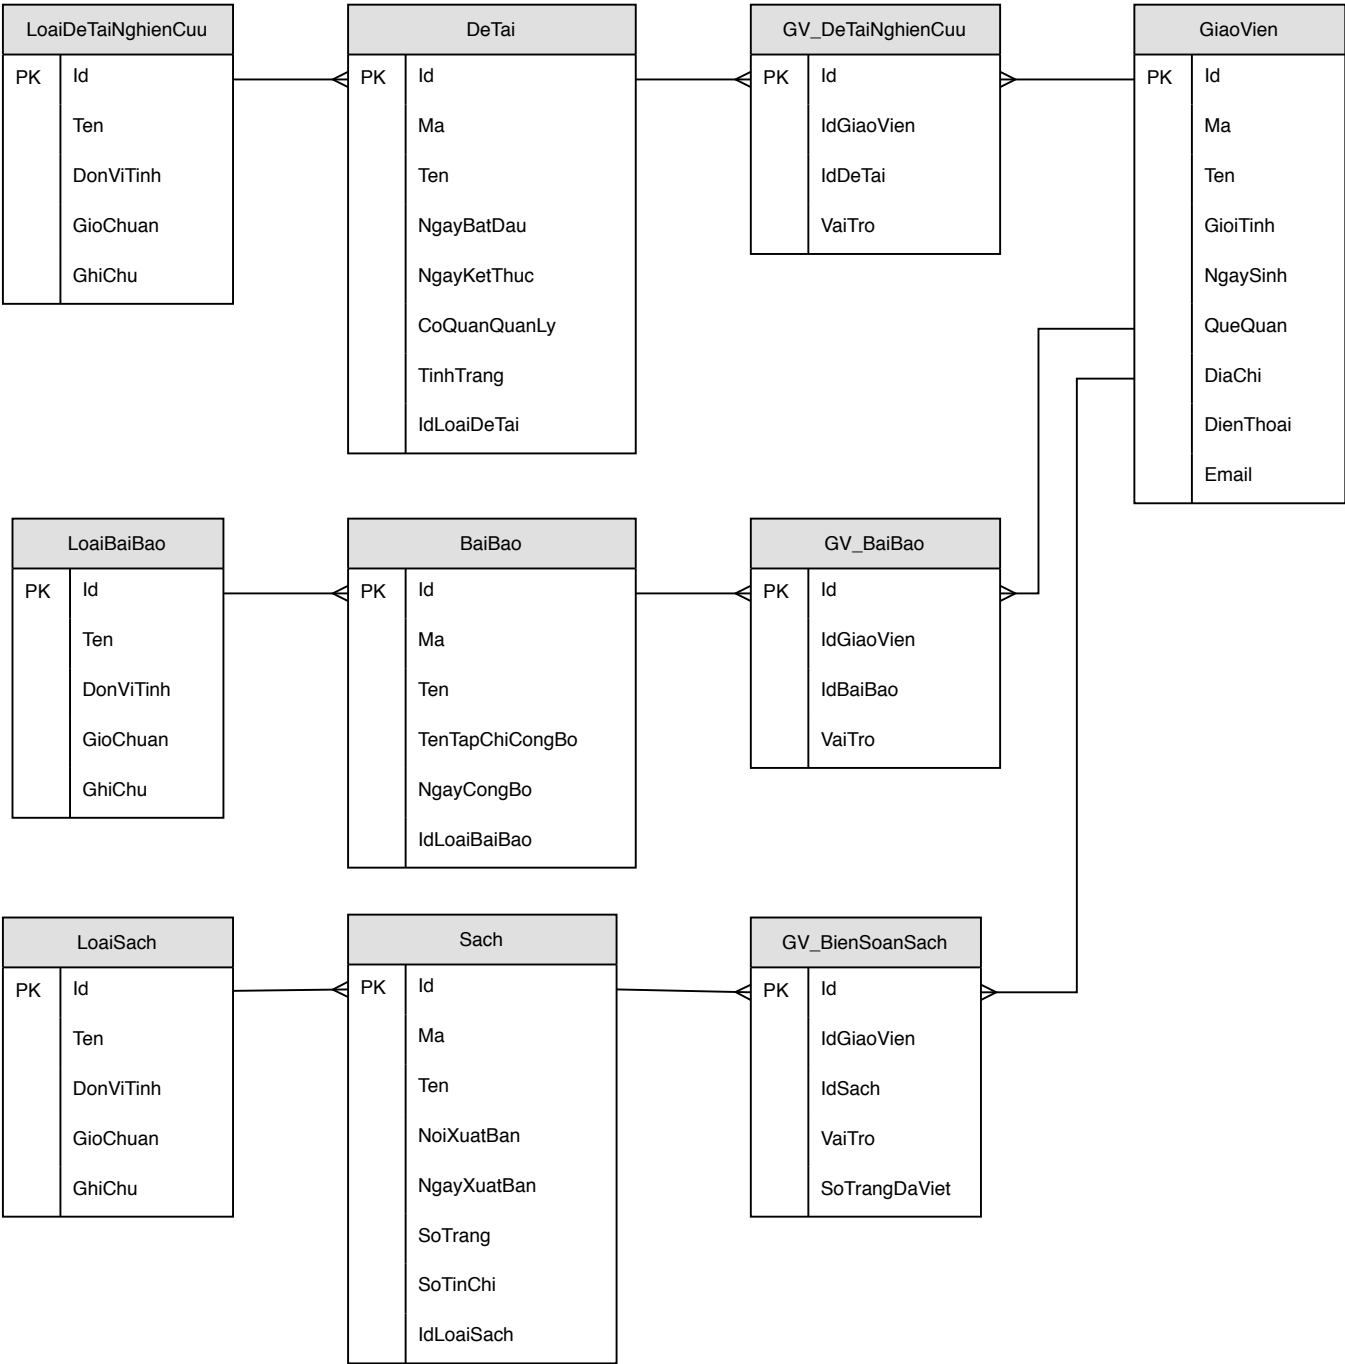 LoaiDeTaiNghienCuu
PK Id
Ten
DonViTinh
GioChuan
GhiChu
DeTai
PK Id
Ma
Ten
NgayBatDau
NgayKetThuc
CoQuanQuanLy
TinhTrang
IdLoaiDeTai
GV_DeTaiNghienCuu
PK Id
IdGiaoVien
IdDeTai
VaiTro
GiaoVien
PK Id
Ma
Ten
GioiTinh
NgaySinh
QueQuan
DiaChi
DienThoai
Email
LoaiBaiBao
PK Id
Ten
DonViTinh
GioChuan
GhiChu
BaiBao
PK Id
Ma
Ten
TenTapChiCongBo
NgayCongBo
IdLoaiBaiBao
GV_BaiBao
PK Id
IdGiaoVien
IdBaiBao
VaiTro
LoaiSach
PK Id
Ten
DonViTinh
GioChuan
GhiChu
Sach
PK Id
Ma
Ten
NoiXuatBan
NgayXuatBan
SoTrang
SoTinChi
IdLoaiSach
GV_BienSoanSach
PK Id
IdGiaoVien
IdSach
VaiTro
SoTrangDaViet